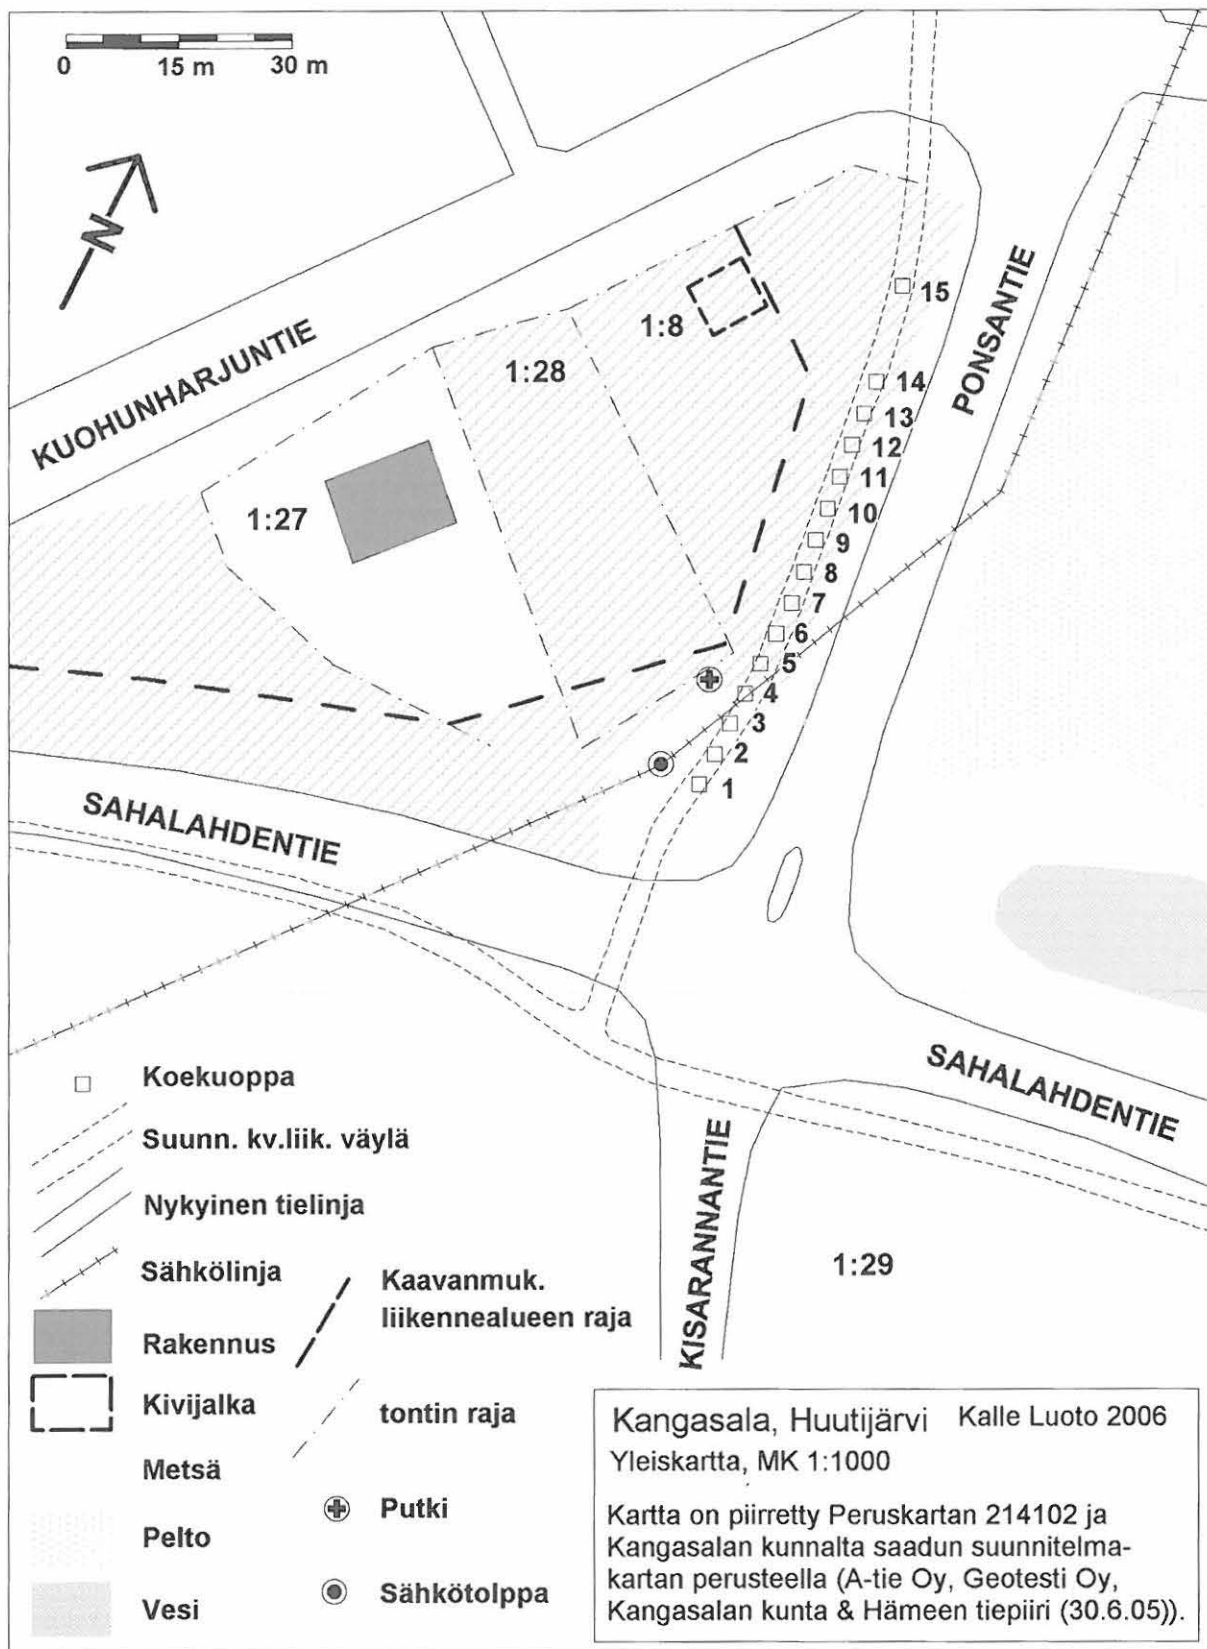 0 15 m 30 m
N
KUOHUNHARJUNTIE
PONSANTIE
1:8
1:28
1:27
15
14
13
12
11
10
9
8
7
6
5
4
3
2
1
SAHALAHDENTIE
SAHALAHDENTIE
KISARANNANTIE
1:29
Koekuoppa
Suunn. kv.liik. väylä
Nykyinen tielinja
Sähkölinja
Rakennus
Kivijalka
Metsä
Pelto
Vesi
Kaavanmuk.
liikennealueen raja
tontin raja
Putki
Sähkötolppa
Kangasala, Huutijärvi Kalle Luoto 2006
Yleiskartta, MK 1:1000
Kartta on piirretty Peruskartan 214102 ja
Kangasalan kunnalta saadun suunnitelma-
kartan perusteella (A-tie Oy, Geotesti Oy,
Kangasalan kunta & Hämeen tiepiiri (30.6.05)).